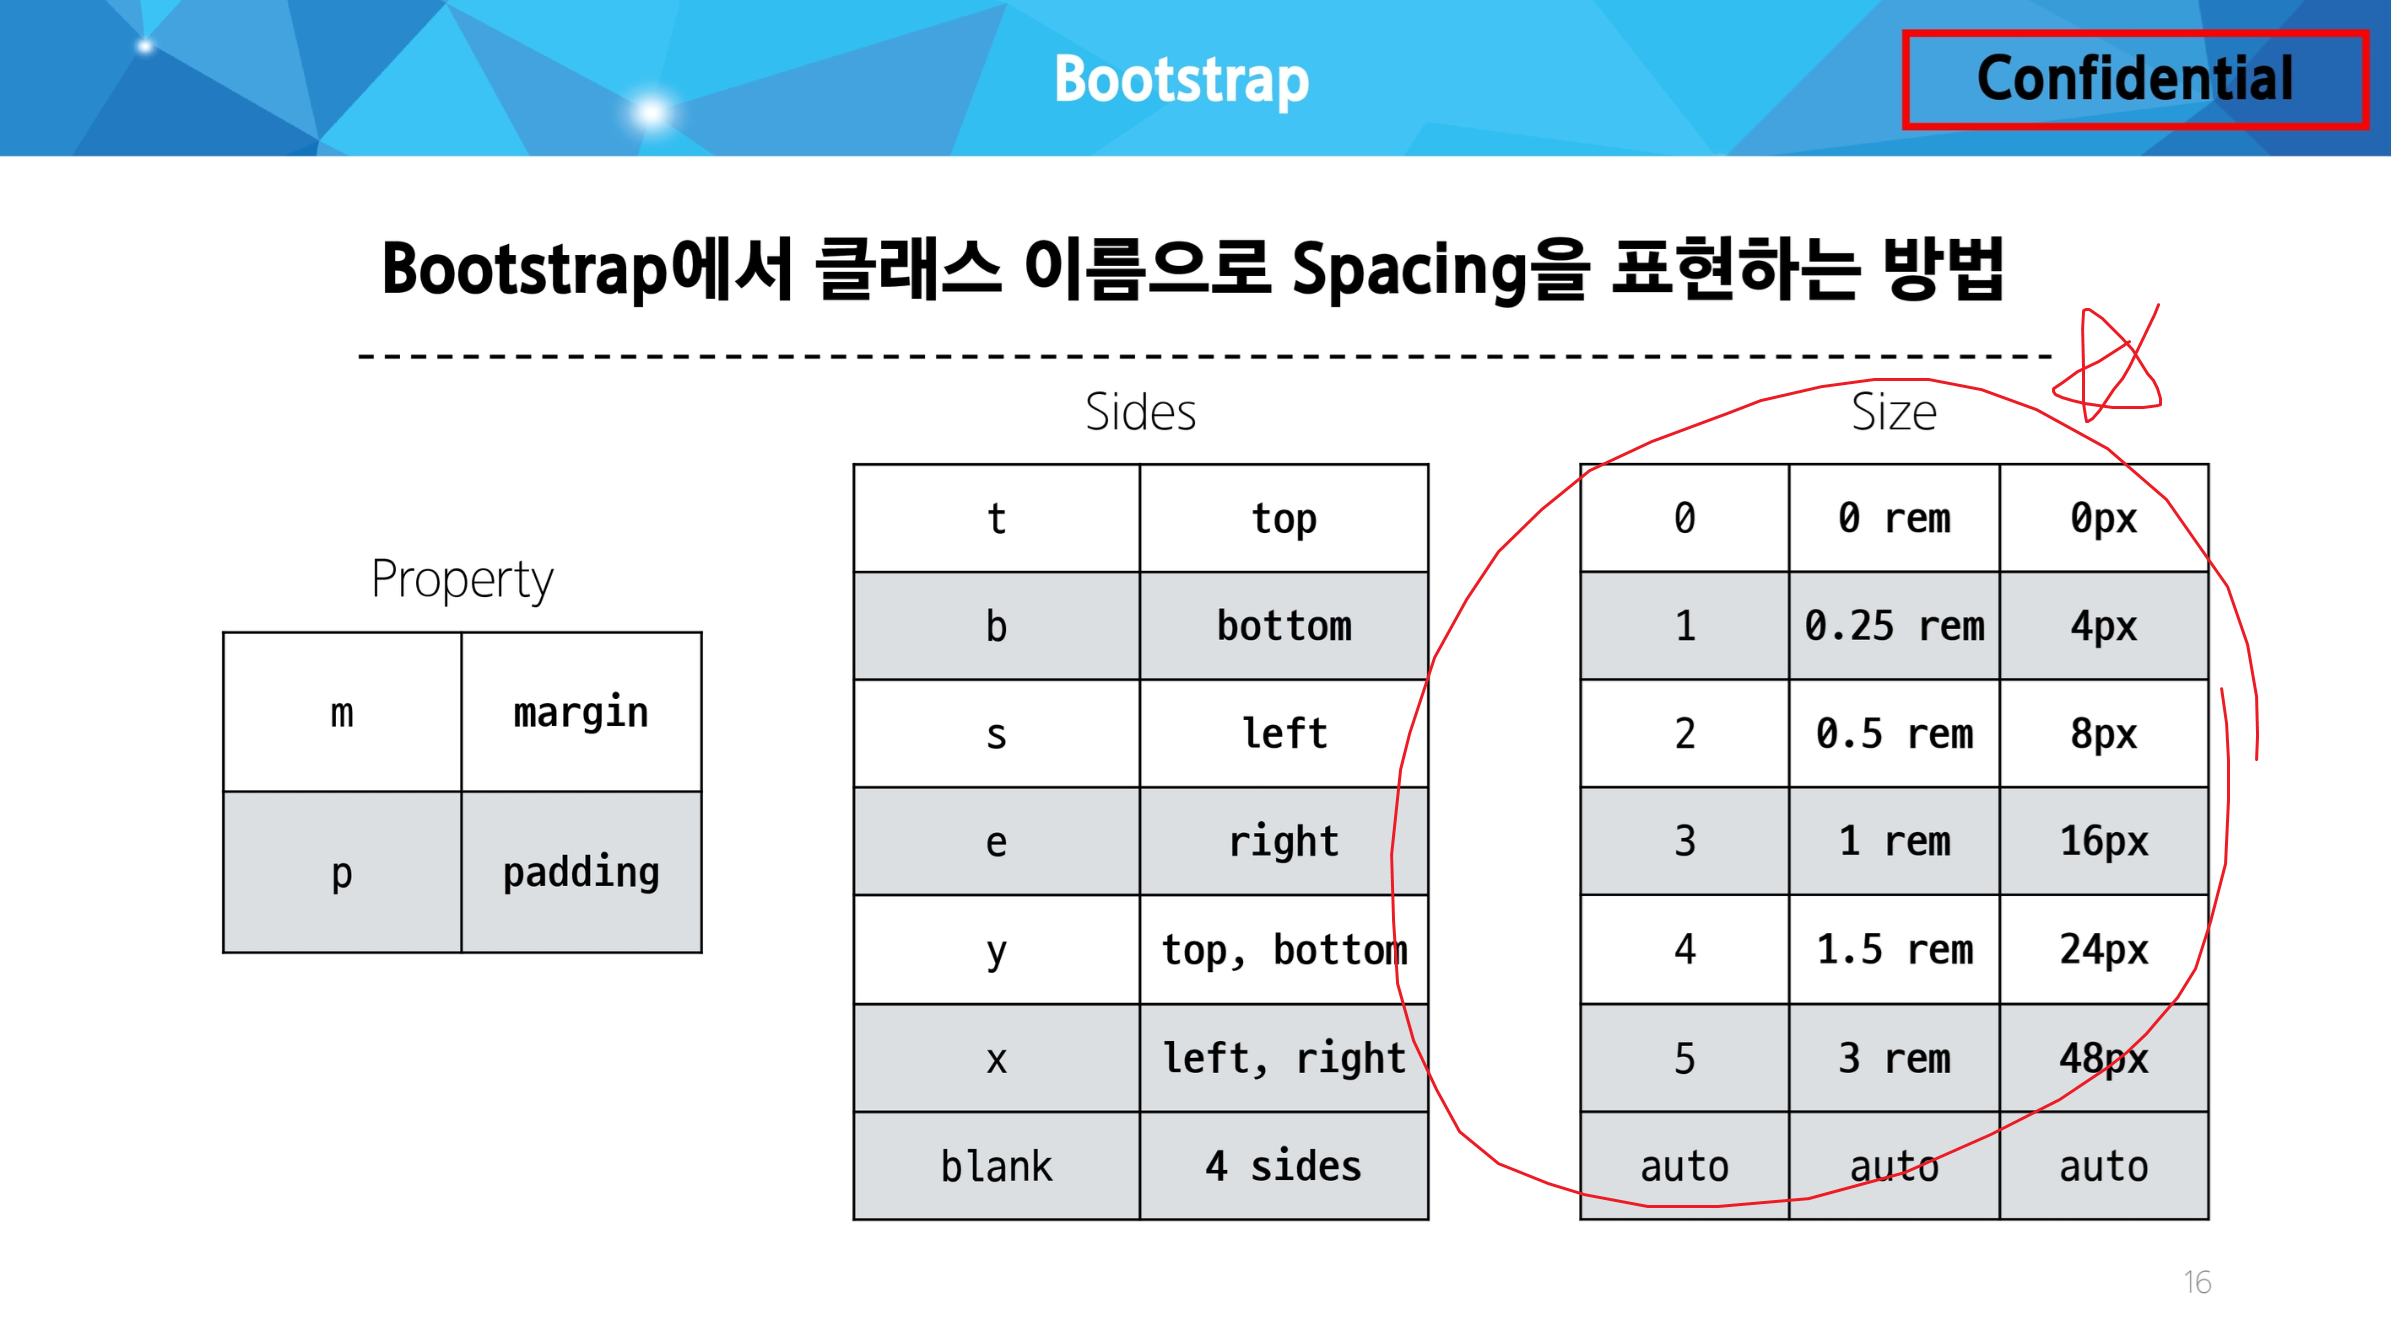 Bootstrap
Confidential
Bootstrap에서 클래스 이름으로 Spacing을 표현하는 방법
Property
m margin
p padding
Sides
t top
b bottom
s left
e right
y top, bottom
x left, right
blank 4 sides
Size
0 0 rem 0px
1 0.25 rem 4px
2 0.5 rem 8px
3 1 rem 16px
4 1.5 rem 24px
5 3 rem 48px
auto auto auto
16